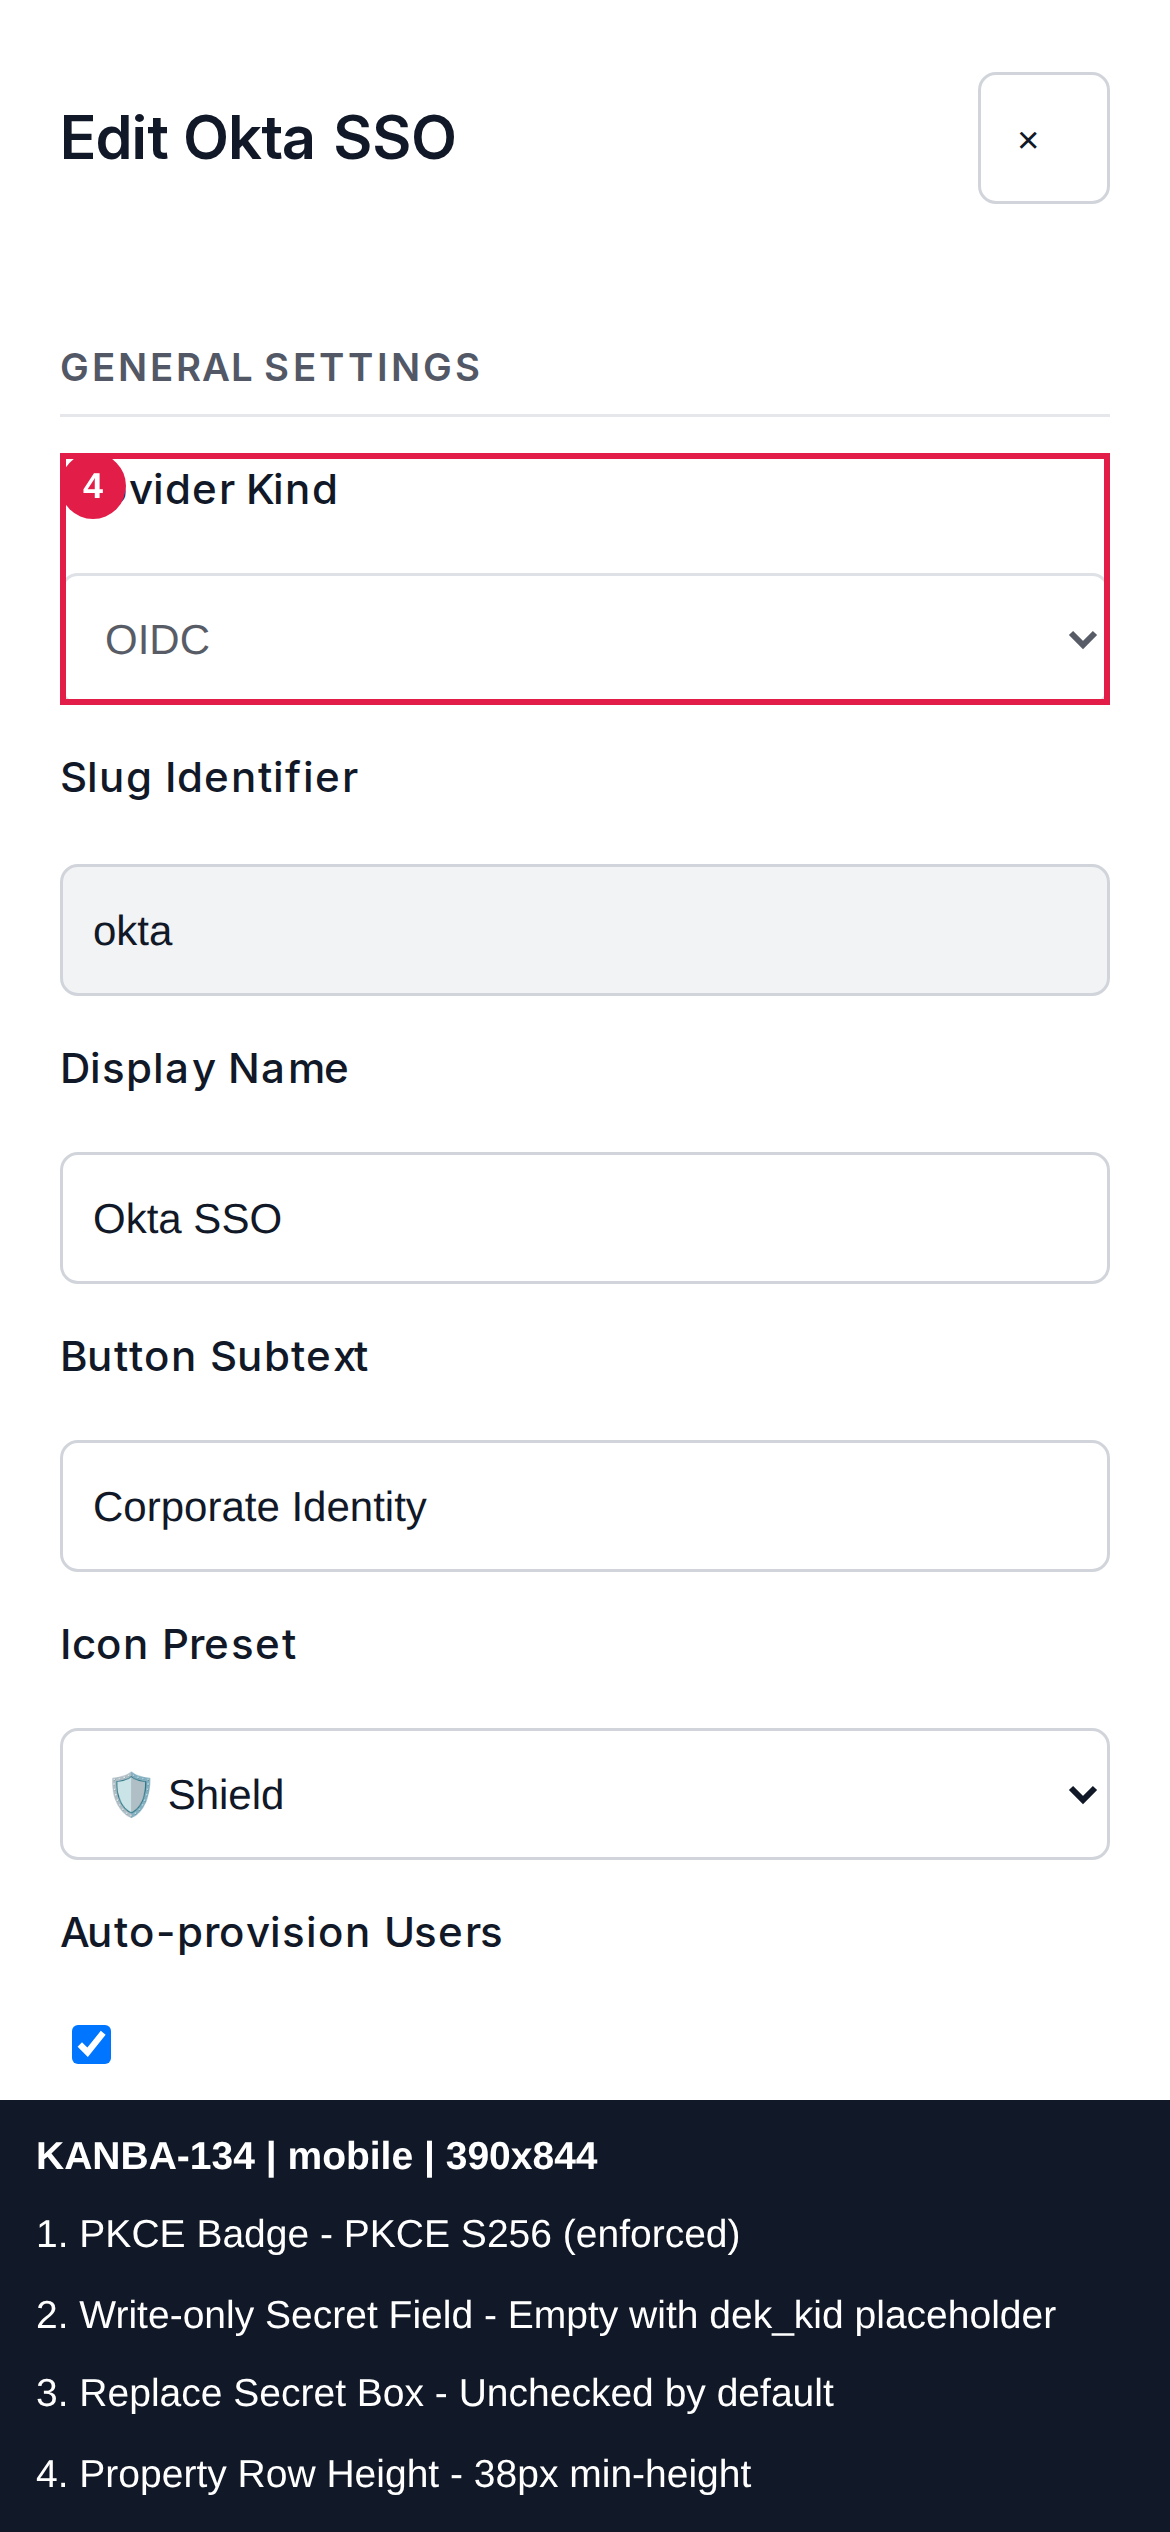 Edit Okta SSO
×
GENERAL SETTINGS
4 vider Kind
OIDC
Slug Identifier
okta
Display Name
Okta SSO
Button Subtext
Corporate Identity
Icon Preset
Shield
Auto-provision Users
KANBA-134 | mobile | 390x844
1. PKCE Badge - PKCE S256 (enforced)
2. Write-only Secret Field - Empty with dek_kid placeholder
3. Replace Secret Box - Unchecked by default
4. Property Row Height - 38px min-height